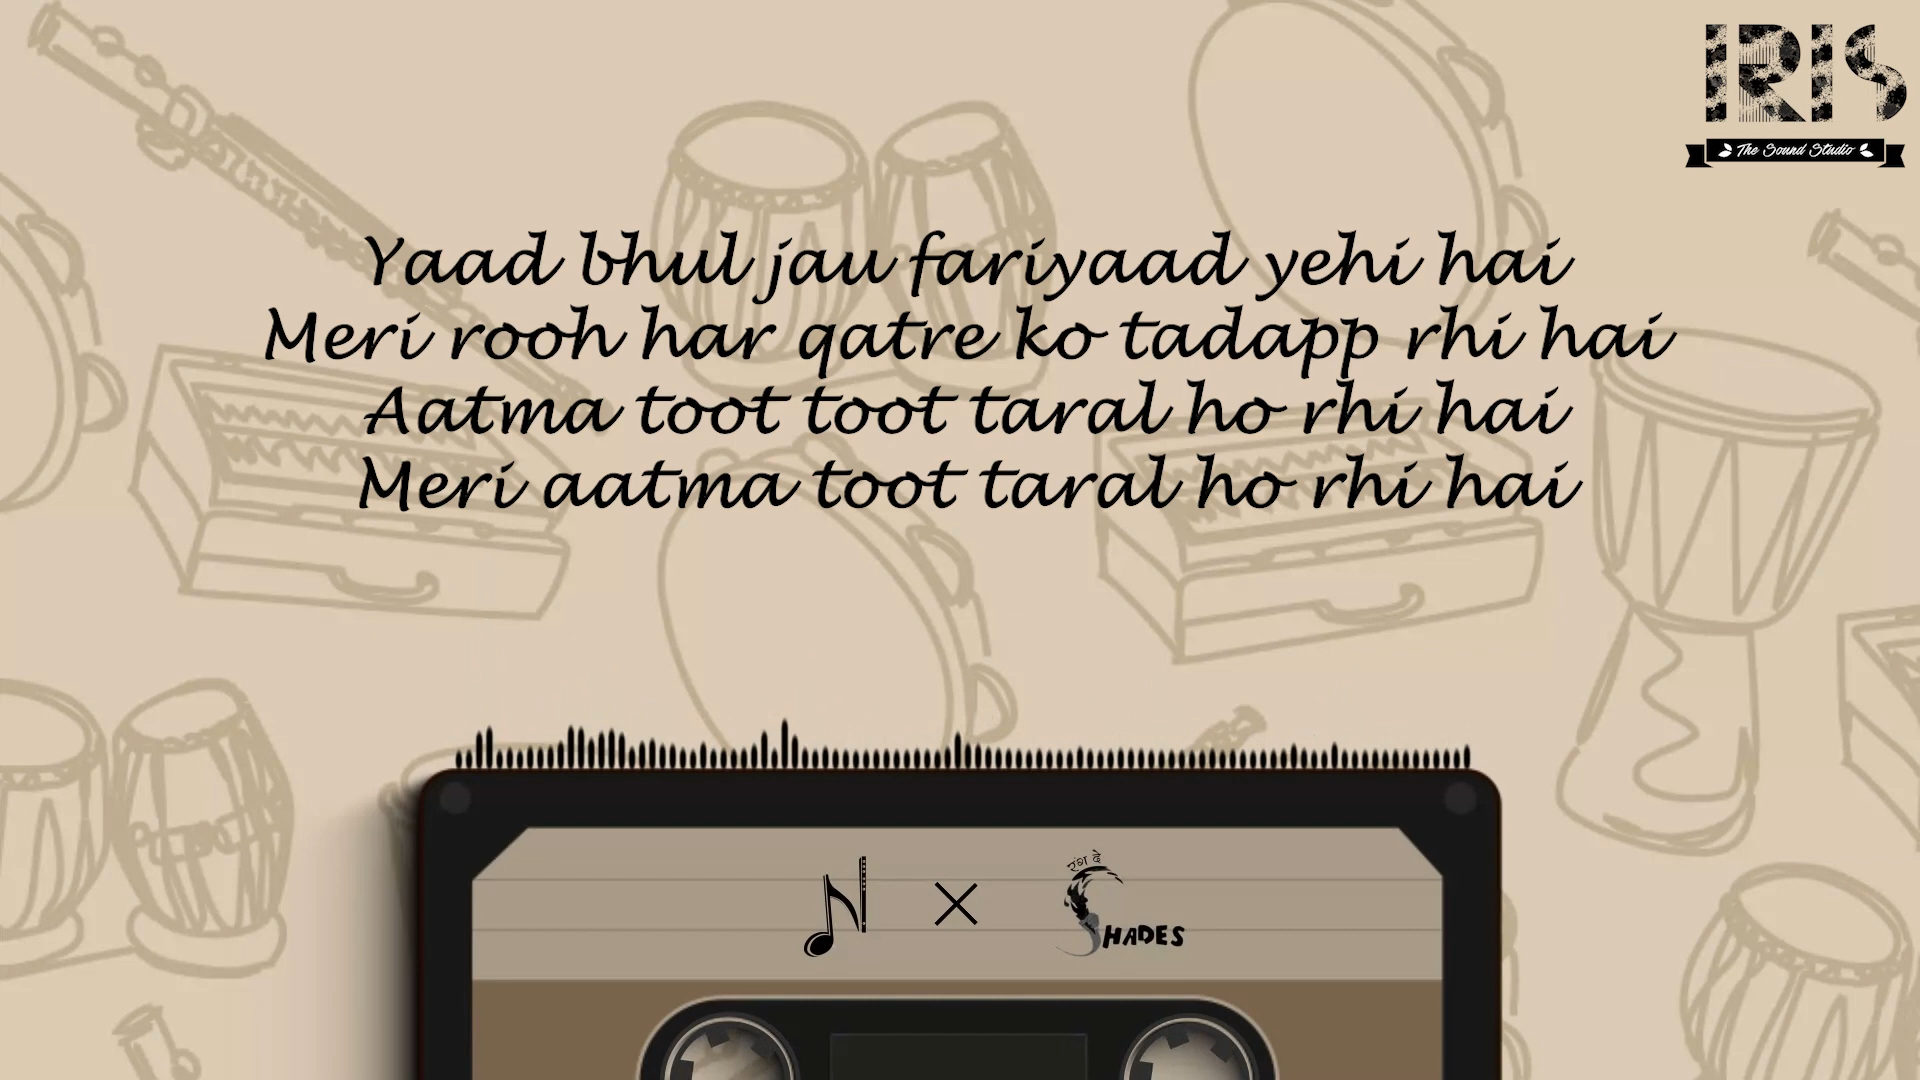 IRIS
The Sound Studio
Yaad bhul jau fariyaad yehi hai
Meri rooh har qatre ko tadapp rhi hai
Aatma toot toot taral ho rhi hai
Meri aatma toot taral ho rhi hai
रंग दे
SHADES